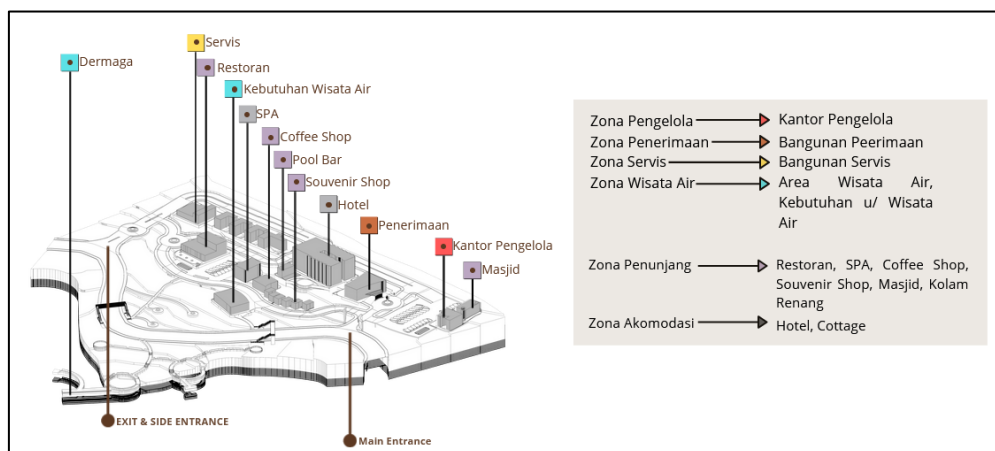 Servis
Dermaga
Restoran
Kebutuhan Wisata Air
SPA
Coffee Shop
Pool Bar
Souvenir Shop
Hotel
Penerimaan
Kantor Pengelola
Masjid
EXIT & SIDE ENTRANCE
Main Entrance
Zona Pengelola Kantor Pengelola
Zona Penerimaan Bangunan Peerimaan
Zona Servis Bangunan Servis
Zona Wisata Air Area Wisata Air,
Kebutuhan u/ Wisata
Air
Zona Penunjang Restoran, SPA, Coffee Shop,
Souvenir Shop, Masjid, Kolam
Renang
Zona Akomodasi Hotel, Cottage